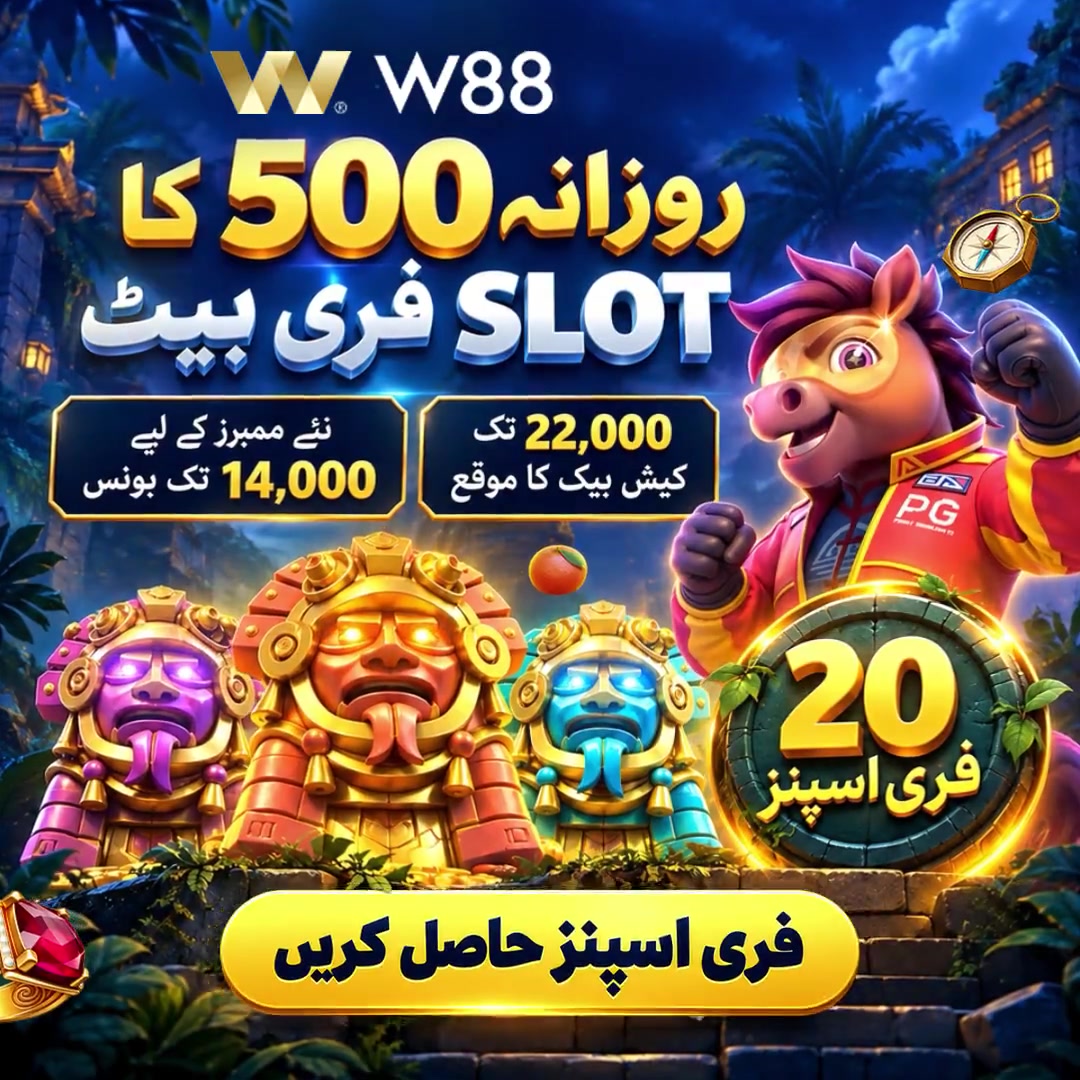 W W88
روزانہ 500 کا
SLOT فری بیٹ
22,000 تک
کیش بیک کا موقع
نئے ممبرز کے لیے
14,000 تک بونس
PG
20
فری اسپنز
فری اسپنز حاصل کریں